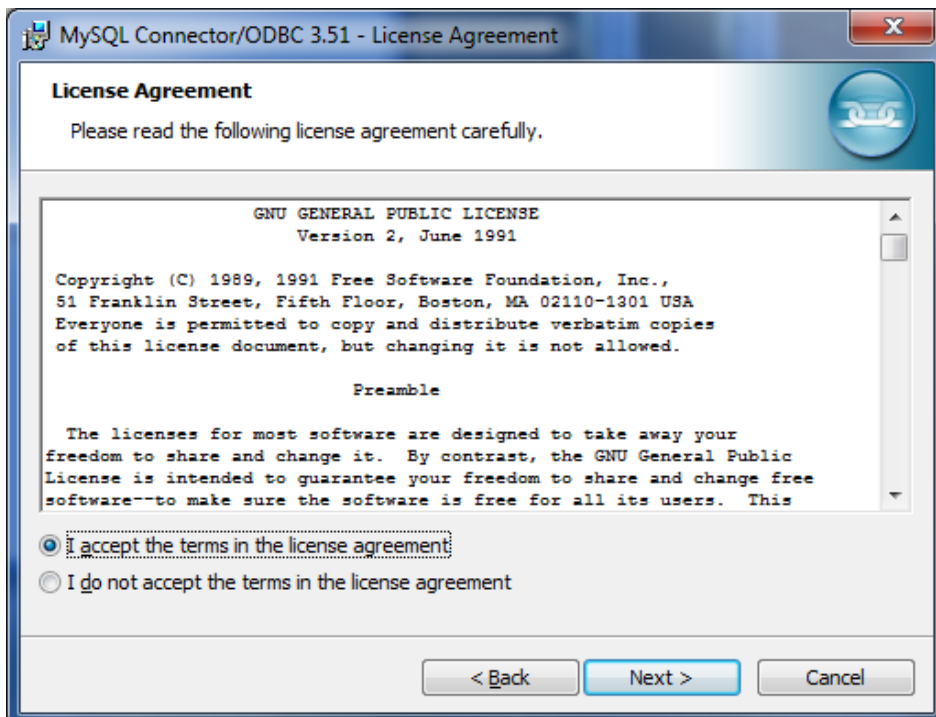 MySQL Connector/ODBC 3.51 - License Agreement
License Agreement
Please read the following license agreement carefully.
GNU GENERAL PUBLIC LICENSE
Version 2, June 1991
Copyright (C) 1989, 1991 Free Software Foundation, Inc.,
51 Franklin Street, Fifth Floor, Boston, MA 02110-1301 USA
Everyone is permitted to copy and distribute verbatim copies
of this license document, but changing it is not allowed.
Preamble
The licenses for most software are designed to take away your
freedom to share and change it.  By contrast, the GNU General Public
License is intended to guarantee your freedom to share and change free
software--to make sure the software is free for all its users.  This
I accept the terms in the license agreement
I do not accept the terms in the license agreement
< Back Next > Cancel